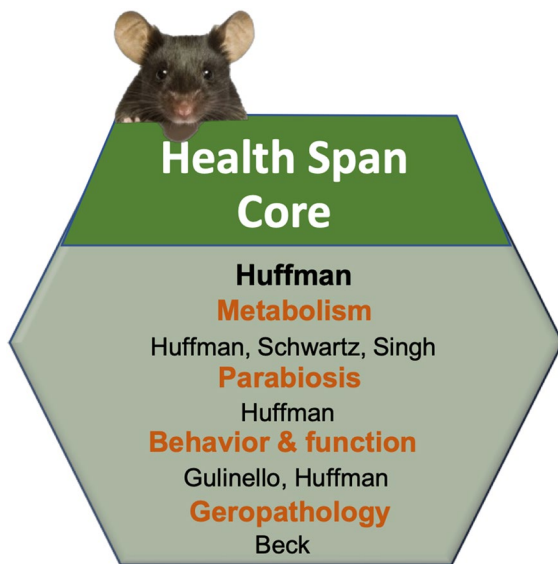 Health Span
Core
Huffman
Metabolism
Huffman, Schwartz, Singh
Parabiosis
Huffman
Behavior & function
Gulinello, Huffman
Geropathology
Beck